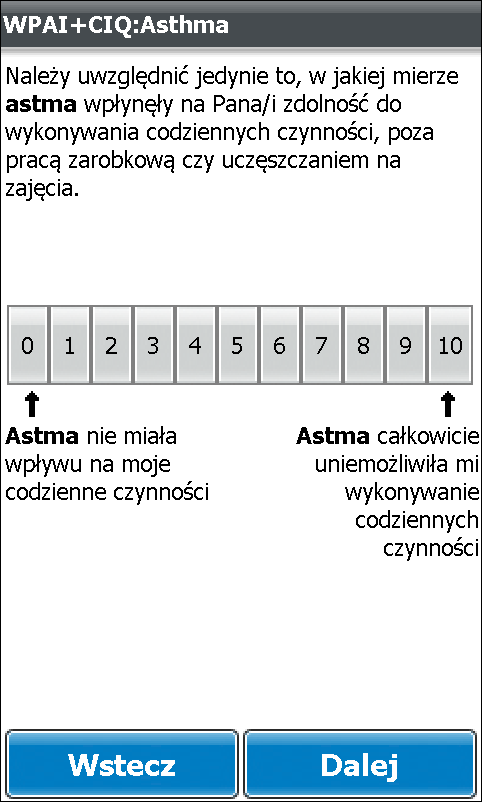 WPAI+CIQ:Asthma
Należy uwzględnić jedynie to, w jakiej mierze
astma wpłynęły na Pana/i zdolność do
wykonywania codziennych czynności, poza
pracą zarobkową czy uczęszczaniem na
zajęcia.
0 1 2 3 4 5 6 7 8 9 10
Astma nie miała
wpływu na moje
codzienne czynności
Astma całkowicie
uniemożliwiła mi
wykonywanie
codziennych
czynności
Wstecz
Dalej